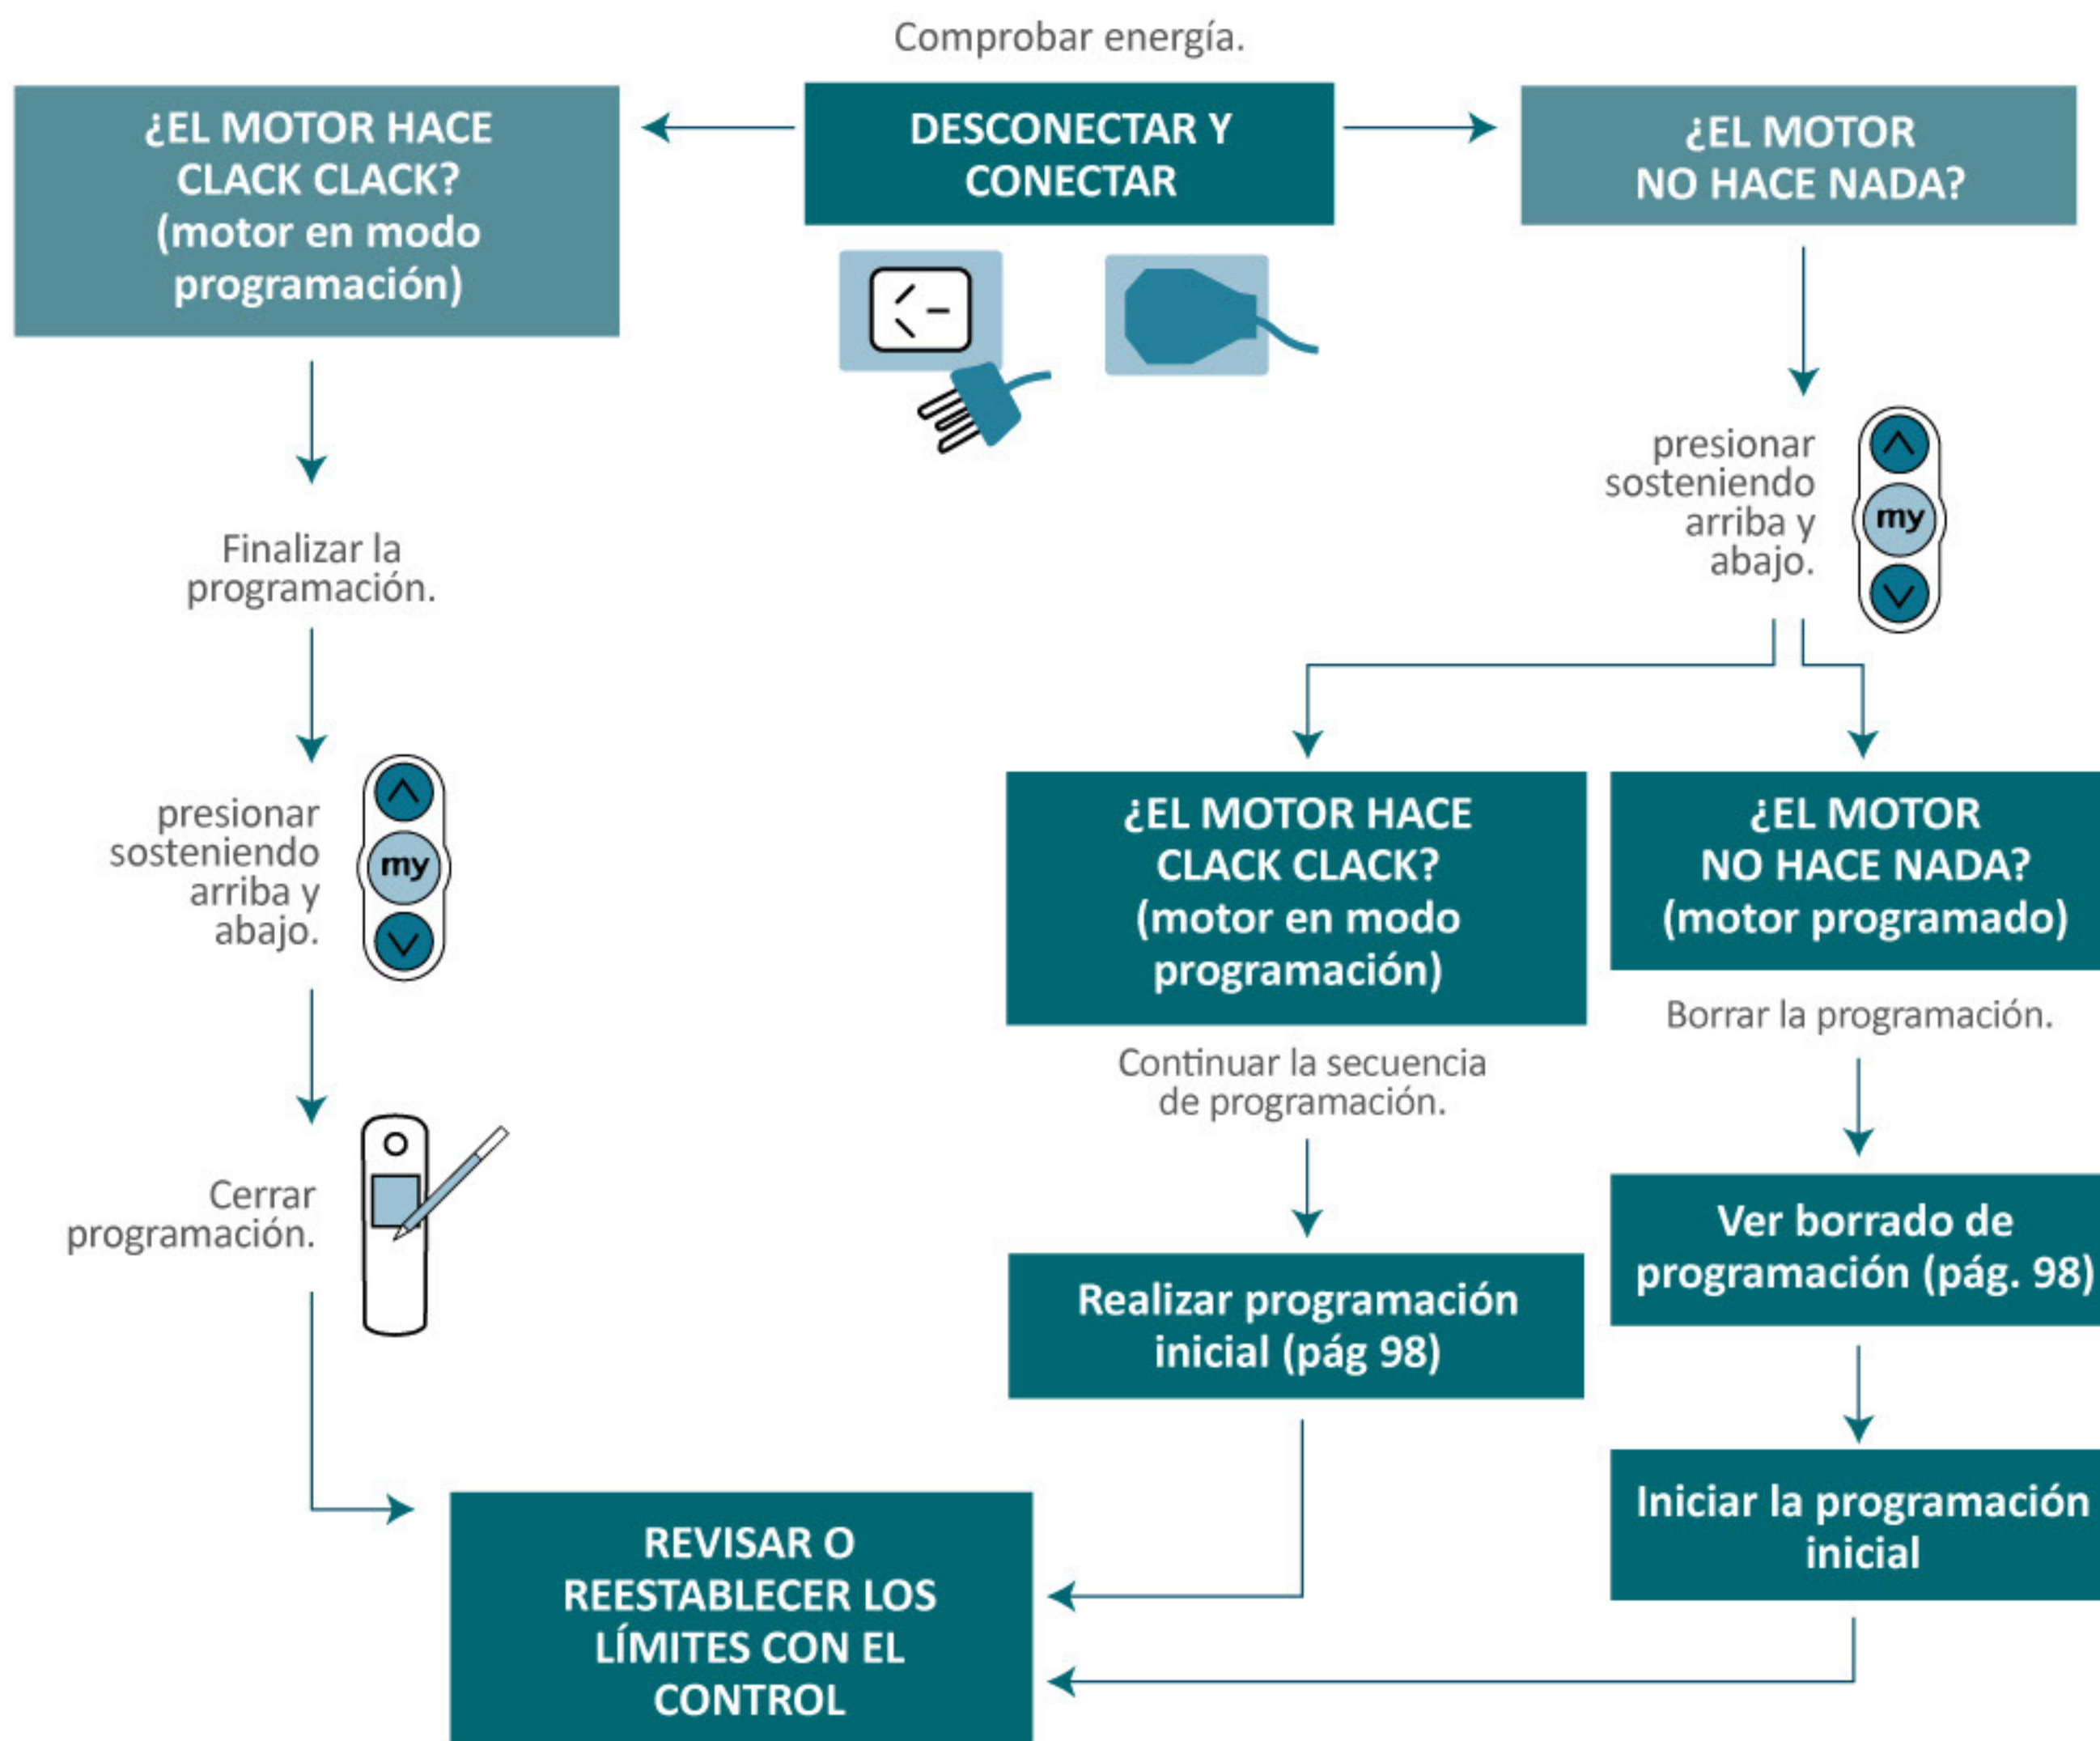 Comprobar energía.
¿EL MOTOR HACE
CLACK CLACK?
(motor en modo
programación)
DESCONECTAR Y
CONECTAR
¿EL MOTOR
NO HACE NADA?
Finalizar la
programación.
presionar
sosteniendo
arriba y
abajo.
my
Cerrar
programación.
presionar
sosteniendo
arriba y
abajo.
my
¿EL MOTOR HACE
CLACK CLACK?
(motor en modo
programación)
Continuar la secuencia
de programación.
Realizar programación
inicial (pág 98)
¿EL MOTOR
NO HACE NADA?
(motor programado)
Borrar la programación.
Ver borrado de
programación (pág. 98)
Iniciar la programación
inicial
REVISAR O
REESTABLECER LOS
LÍMITES CON EL
CONTROL